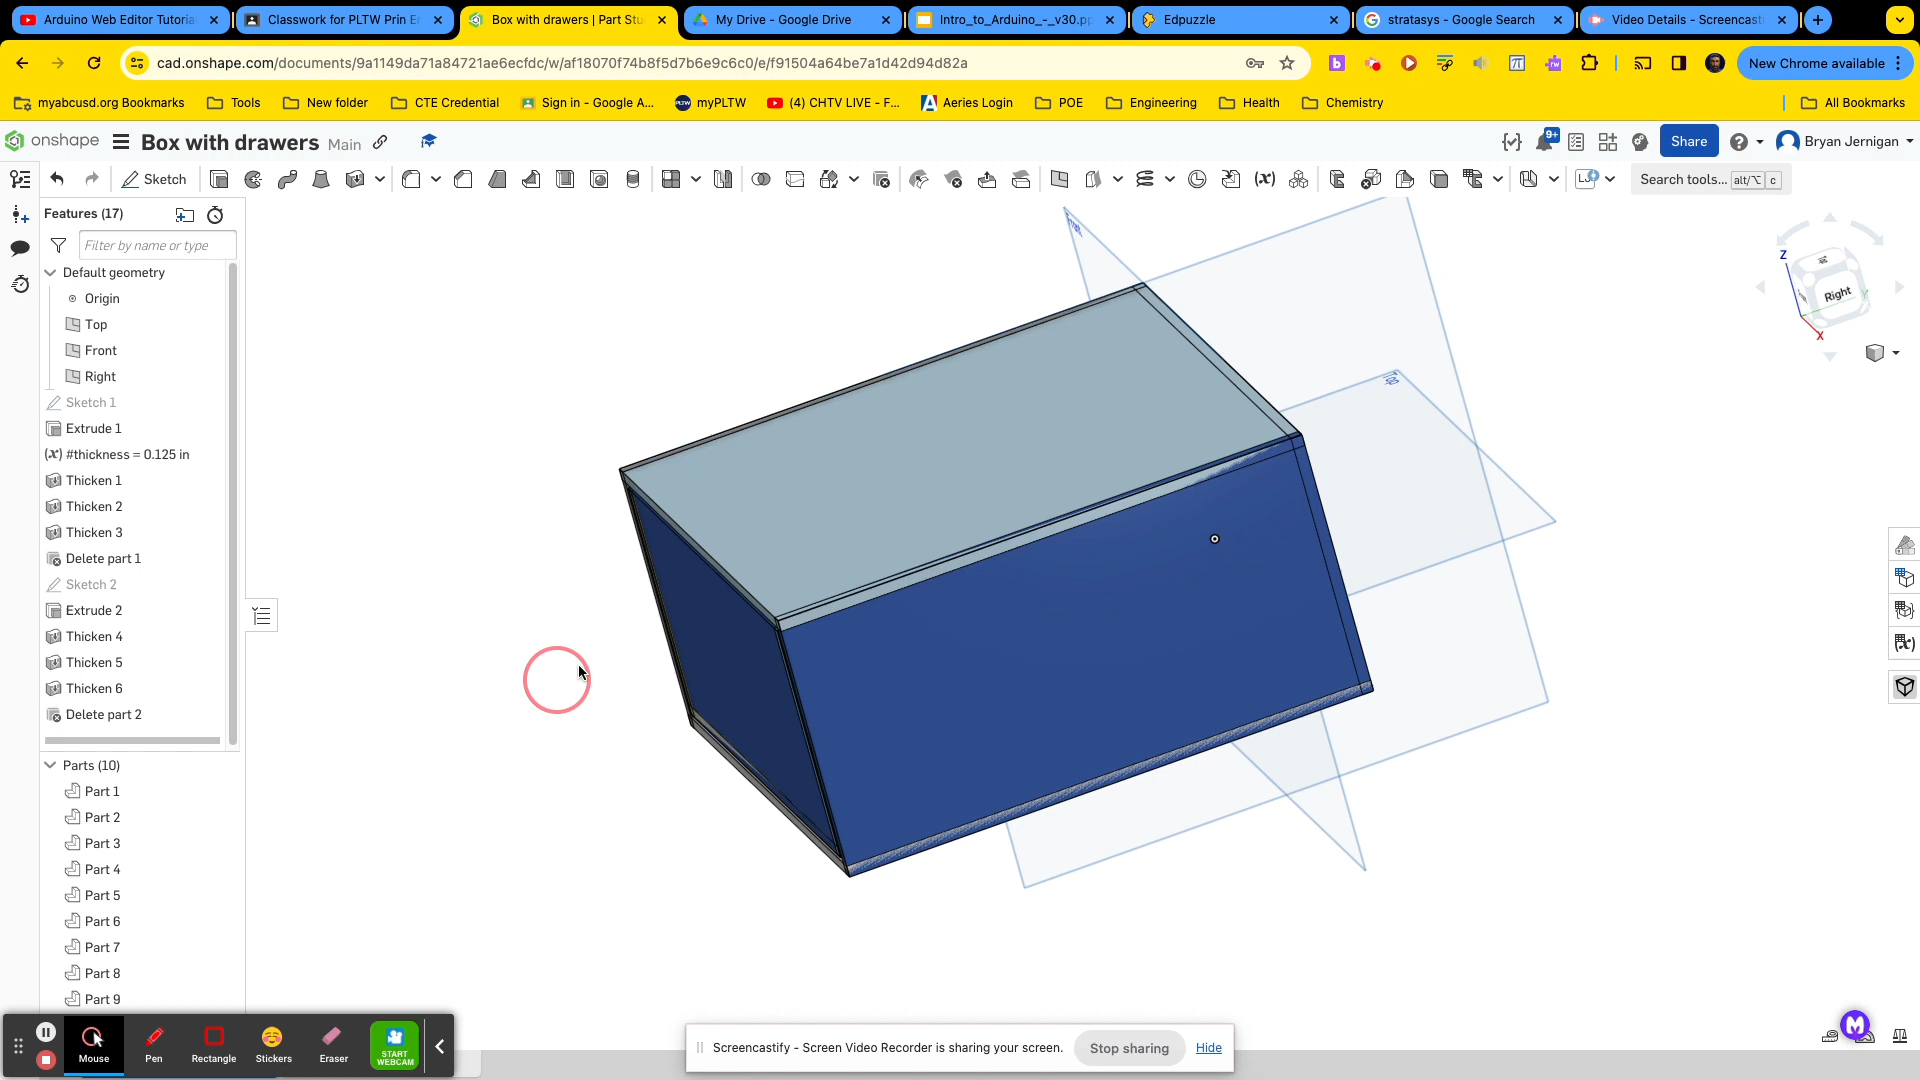 Arduino Web Editor Tutoria
Classwork for PLTW Prin E
Box with drawers | Part Stu
My Drive - Google Drive
Intro_to_Arduino_-_v30.pp
Edpuzzle
stratasys - Google Search
Video Details - Screencast
cad.onshape.com/documents/9a1149da71a84721ae6ecfdc/w/af18070f74b8f5d7b6e9c6c0/e/f91504a64be7a1d42d94d82a
New Chrome available
myabcusd.org Bookmarks
Tools
New folder
CTE Credential
Sign in - Google A...
myPLTW
(4) CHTV LIVE - F...
Aeries Login
POE
Engineering
Health
Chemistry
All Bookmarks
onshape
Box with drawers Main
9+
Share
Bryan Jernigan
Sketch
Search tools... alt/⌥ c
Features (17)
Filter by name or type
Default geometry
Origin
Top
Front
Right
Sketch 1
Extrude 1
(x) #thickness = 0.125 in
Thicken 1
Thicken 2
Thicken 3
Delete part 1
Sketch 2
Extrude 2
Thicken 4
Thicken 5
Thicken 6
Delete part 2
Parts (10)
Part 1
Part 2
Part 3
Part 4
Part 5
Part 6
Part 7
Part 8
Part 9
Top
Z
Right
Y
X
Mouse
Pen
Rectangle
Stickers
Eraser
START
WEBCAM
Screencastify - Screen Video Recorder is sharing your screen.
Stop sharing
Hide
M